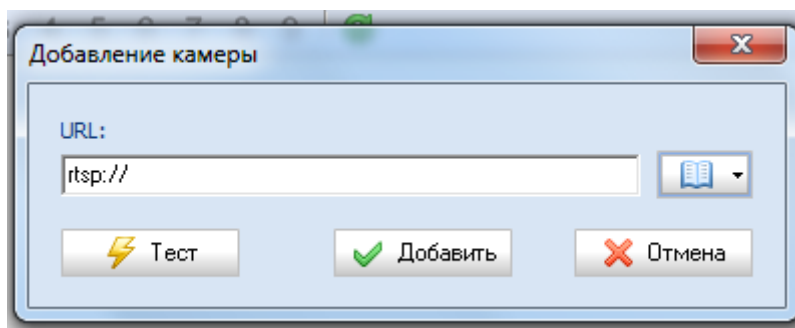 Добавление камеры
URL:
rtsp://
Тест
Добавить
Отмена